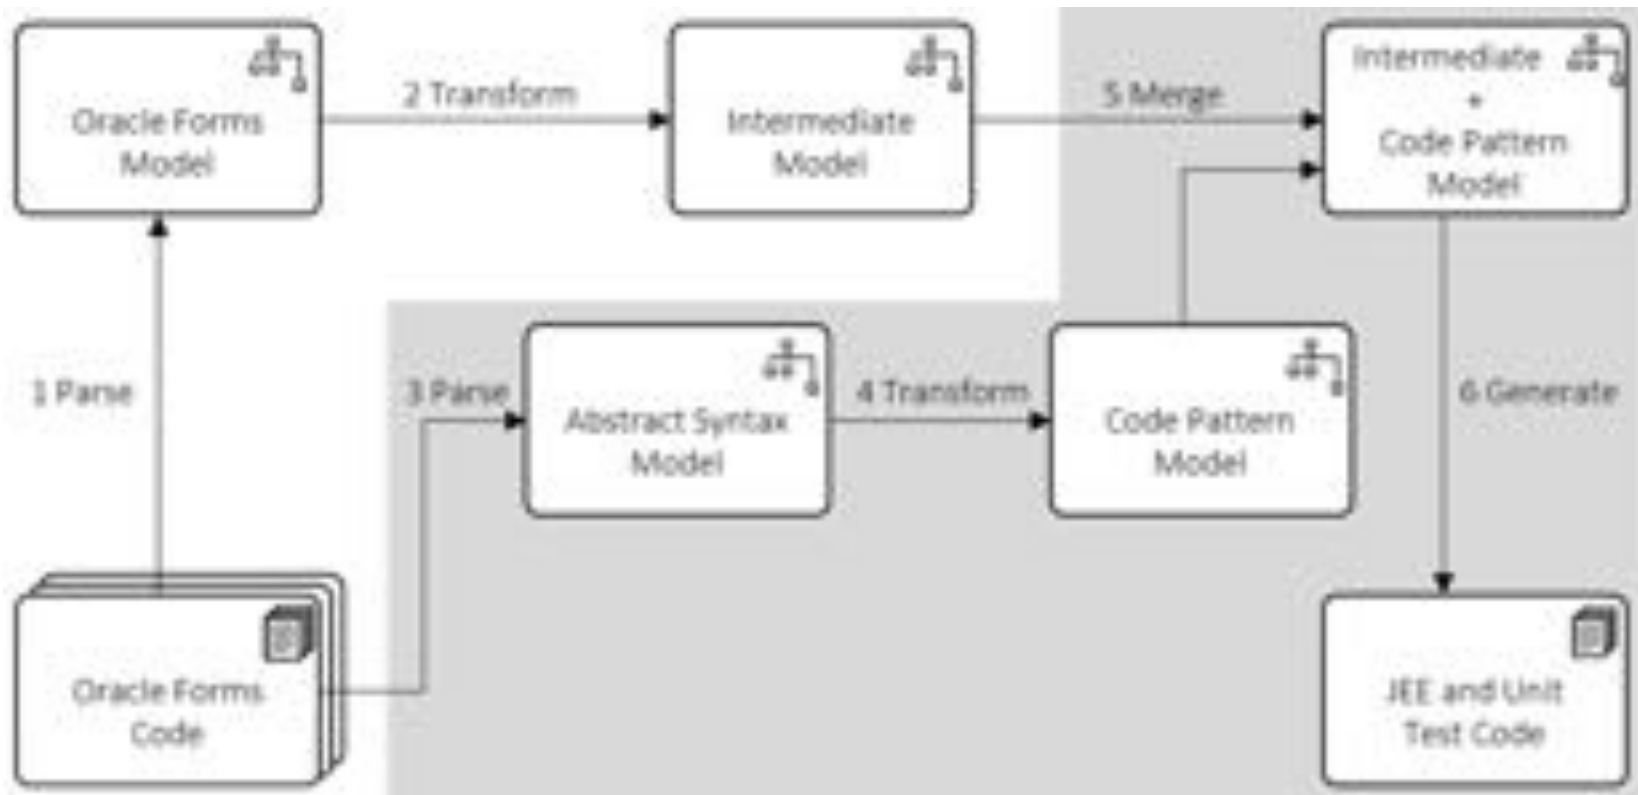 Oracle Forms
Model
2 Transform
Intermediate
Model
5 Merge
Intermediate
+
Code Pattern
Model
1 Parse
3 Parse
Abstract Syntax
Model
4 Transform
Code Pattern
Model
6 Generate
Oracle Forms
Code
JEE and Unit
Test Code